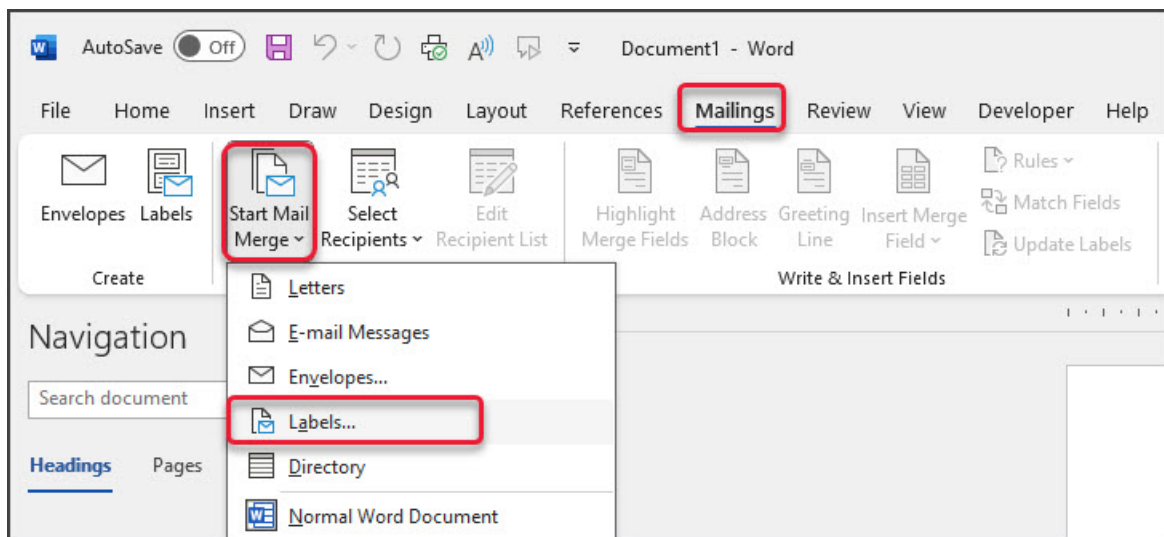 AutoSave Off Document1 - Word
File Home Insert Draw Design Layout References Mailings Review View Developer Help
Envelopes Labels
Start Mail
Merge
Select
Recipients
Edit
Recipient List
Highlight
Merge Fields
Address
Block
Greeting
Line
Insert Merge
Field
Rules
Match Fields
Update Labels
Create
Write & Insert Fields
Letters
E-mail Messages
Envelopes...
Labels...
Directory
Normal Word Document
Navigation
Search document
Headings Pages